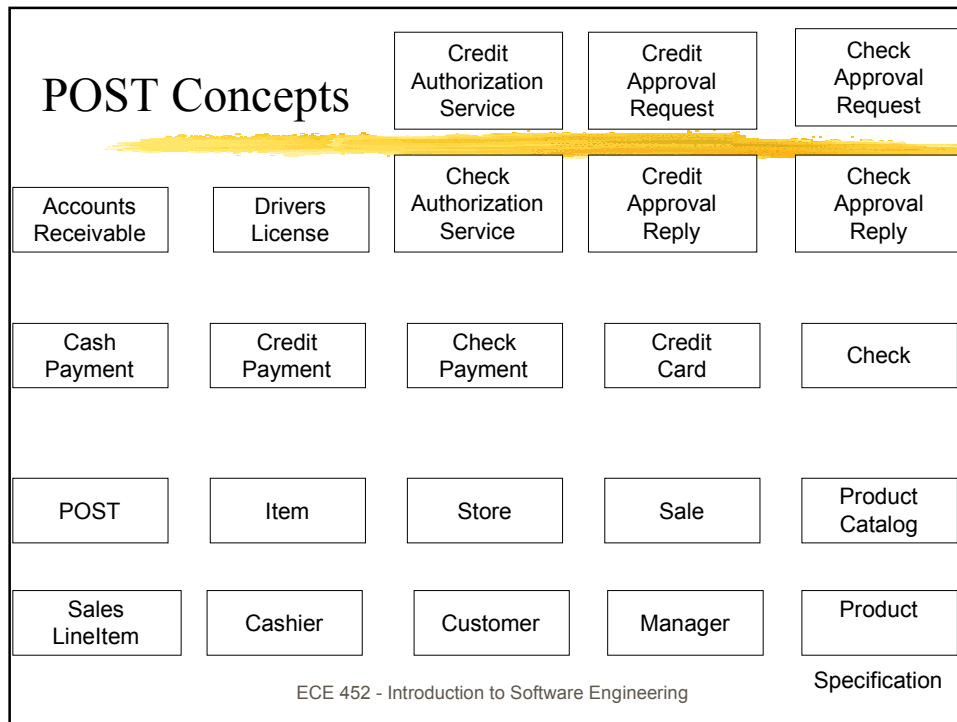 POST Concepts
Credit
Authorization
Service
Credit
Approval
Request
Check
Approval
Request
Accounts
Receivable
Drivers
License
Check
Authorization
Service
Credit
Approval
Reply
Check
Approval
Reply
Cash
Payment
Credit
Payment
Check
Payment
Credit
Card
Check
POST
Item
Store
Sale
Product
Catalog
Sales
LineItem
Cashier
Customer
Manager
Product
Specification
ECE 452 - Introduction to Software Engineering